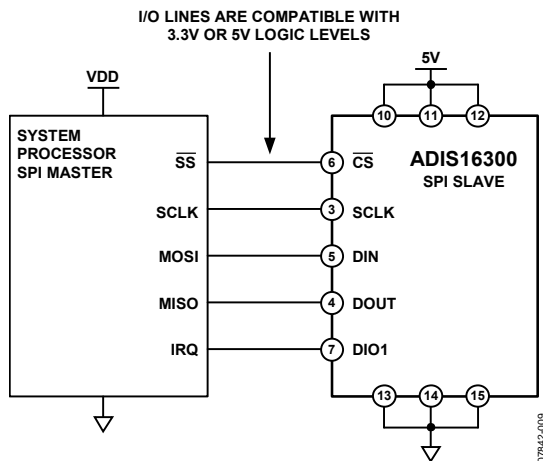 I/O LINES ARE COMPATIBLE WITH
3.3V OR 5V LOGIC LEVELS
VDD
5V
10 11 12
SYSTEM
PROCESSOR
SPI MASTER
ADIS16300
SPI SLAVE
SS 6 CS
SCLK 3 SCLK
MOSI 5 DIN
MISO 4 DOUT
IRQ 7 DIO1
13 14 15
07842-009